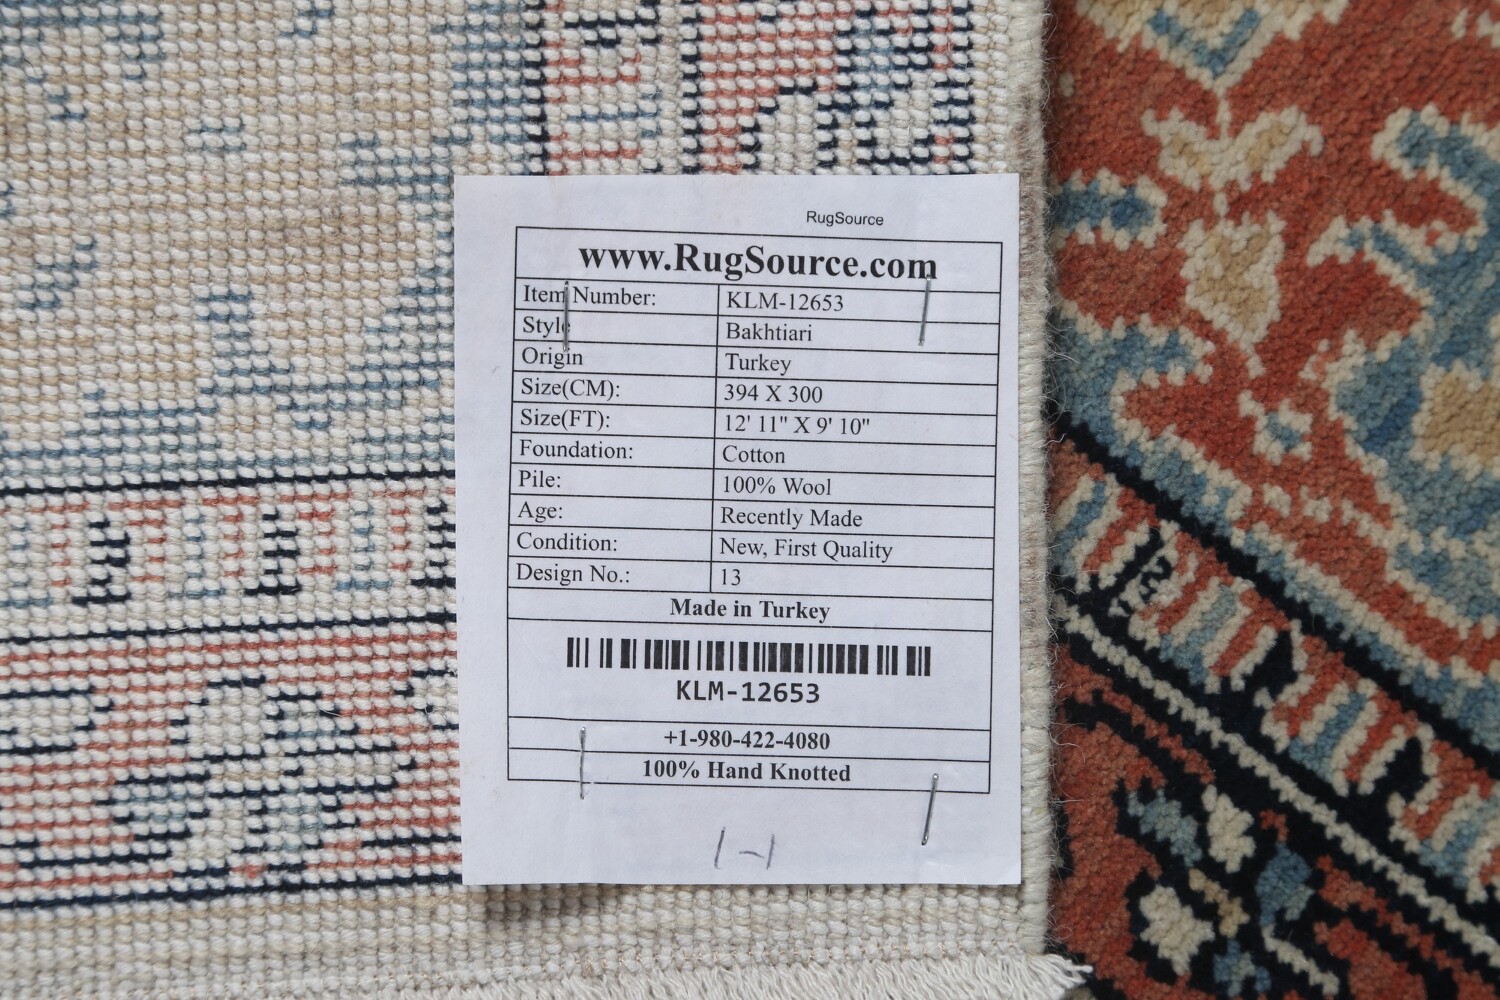 RugSource
www.RugSource.com
Item Number: KLM-12653
Style Bakhtiari
Origin Turkey
Size(CM): 394 X 300
Size(FT): 12' 11" X 9' 10"
Foundation: Cotton
Pile: 100% Wool
Age: Recently Made
Condition: New, First Quality
Design No.: 13
Made in Turkey
KLM-12653
+1-980-422-4080
100% Hand Knotted
1-1